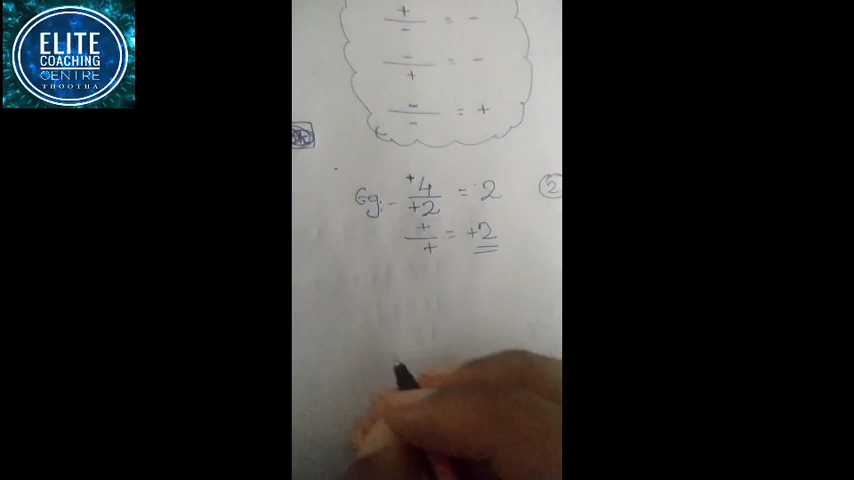 ELITE
COACHING
CENTRE
THOOTHA
+/- = -
-/+ = -
-/- = +
Eg:- +4/+2 = 2
2
+/+ = +2